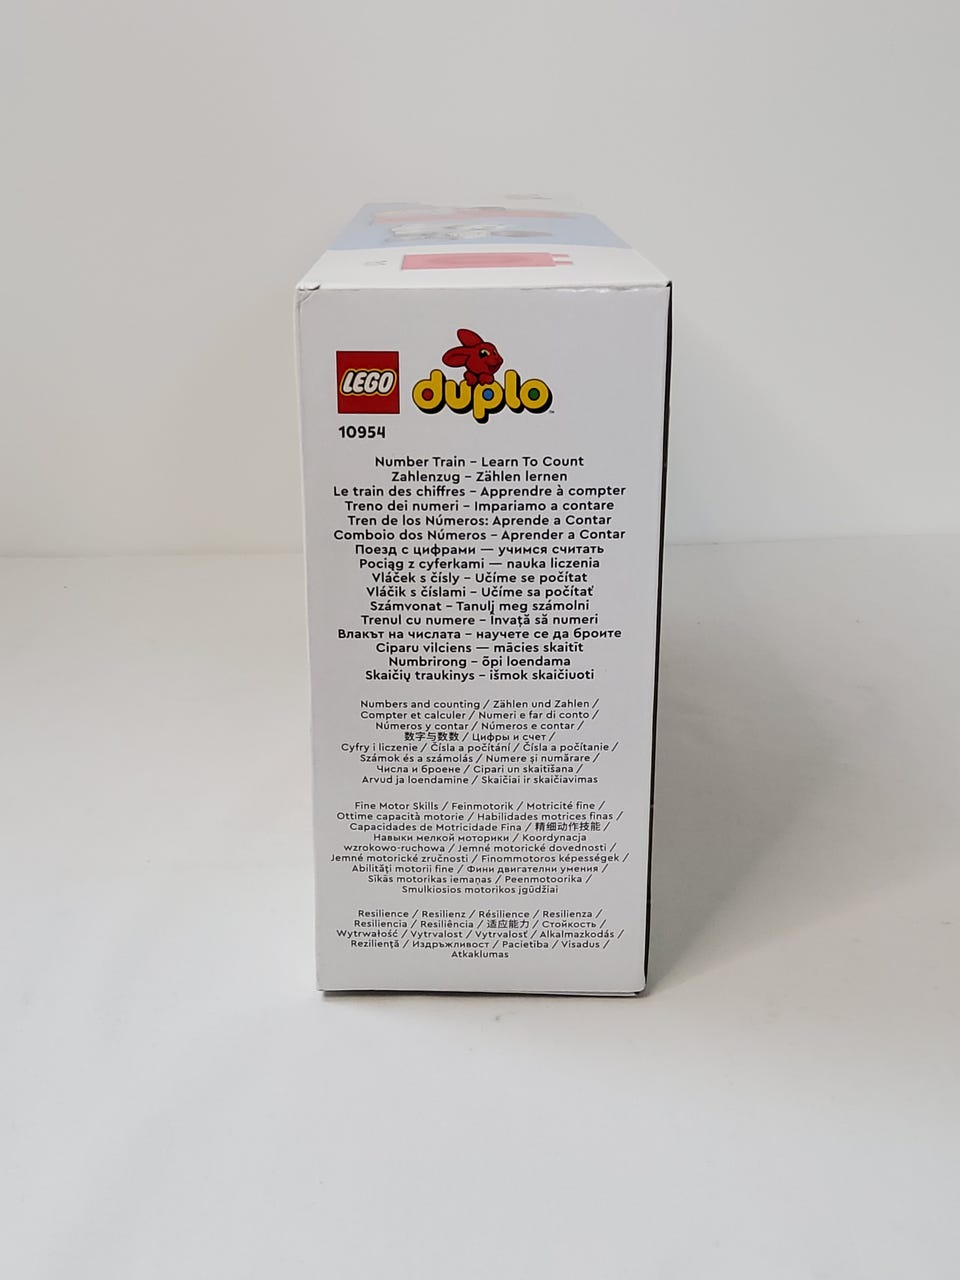 LEGO
duplo™
10954
Number Train – Learn To Count
Zahlenzug – Zählen lernen
Le train des chiffres – Apprendre à compter
Treno dei numeri – Impariamo a contare
Tren de los Números: Aprende a Contar
Comboio dos Números – Aprender a Contar
Поезд с цифрами — учимся считать
Pociąg z cyferkami — nauka liczenia
Vláček s čísly – Učíme se počítat
Vláčik s číslami – Učíme sa počítať
Számvonat – Tanulj meg számolni
Trenul cu numere – Învață să numeri
Влакът на числата – научете се да броите
Ciparu vilciens — mācies skaitīt
Numbrirong – õpi loendama
Skaičių traukinys – išmok skaičiuoti
Numbers and counting / Zählen und Zahlen /
Compter et calculer / Numeri e far di conto /
Números y contar / Números e contar /
数字与数数 / Цифры и счет /
Cyfry i liczenie / Čísla a počítání / Čísla a počítanie /
Számok és a számolás / Numere și numărare /
Числа и броене / Cipari un skaitīšana /
Arvud ja loendamine / Skaičiai ir skaičiavimas
Fine Motor Skills / Feinmotorik / Motricité fine /
Ottime capacità motorie / Habilidades motrices finas /
Capacidades de Motricidade Fina / 精细动作技能 /
Навыки мелкой моторики / Koordynacja
wzrokowo-ruchowa / Jemné motorické dovednosti /
Jemné motorické zručnosti / Finommotoros képességek /
Abilități motorii fine / Фини двигателни умения /
Sīkās motorikas iemaņas / Peenmotoorika /
Smulkiosios motorikos įgūdžiai
Resilience / Resilienz / Résilience / Resilienza /
Resiliencia / Resiliência / 适应能力 / Стойкость /
Wytrwałość / Vytrvalost / Vytrvalosť / Alkalmazkodás /
Reziliență / Издръжливост / Pacietība / Visadus /
Atkaklumas